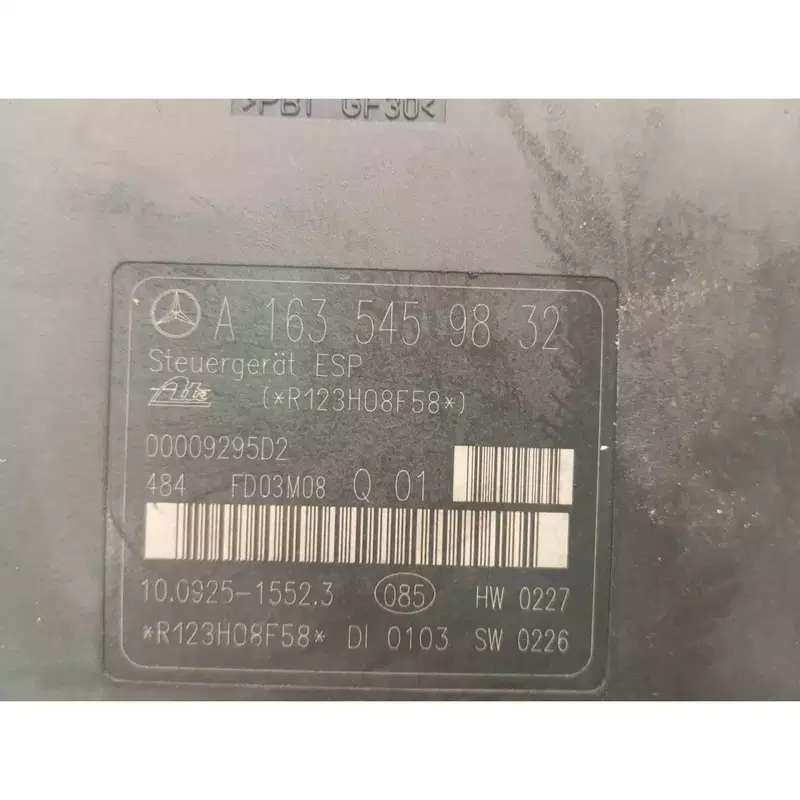 >PBT GF30<
A 163 545 98 32
Steuergerät ESP
Ate (*R123H08F58*)
00009295D2
484 FD03M08 Q 01
10.0925-1552.3 085 HW 0227
*R123H08F58* DI 0103 SW 0226